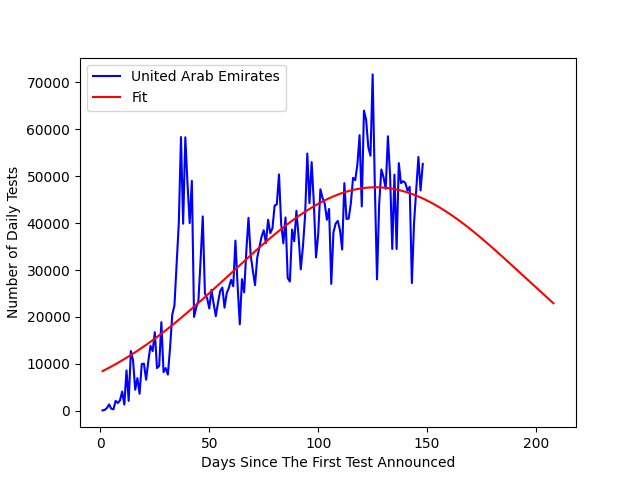 United Arab Emirates
Fit
70000
60000
50000
40000
30000
20000
10000
0
Number of Daily Tests
0 50 100 150 200
Days Since The First Test Announced